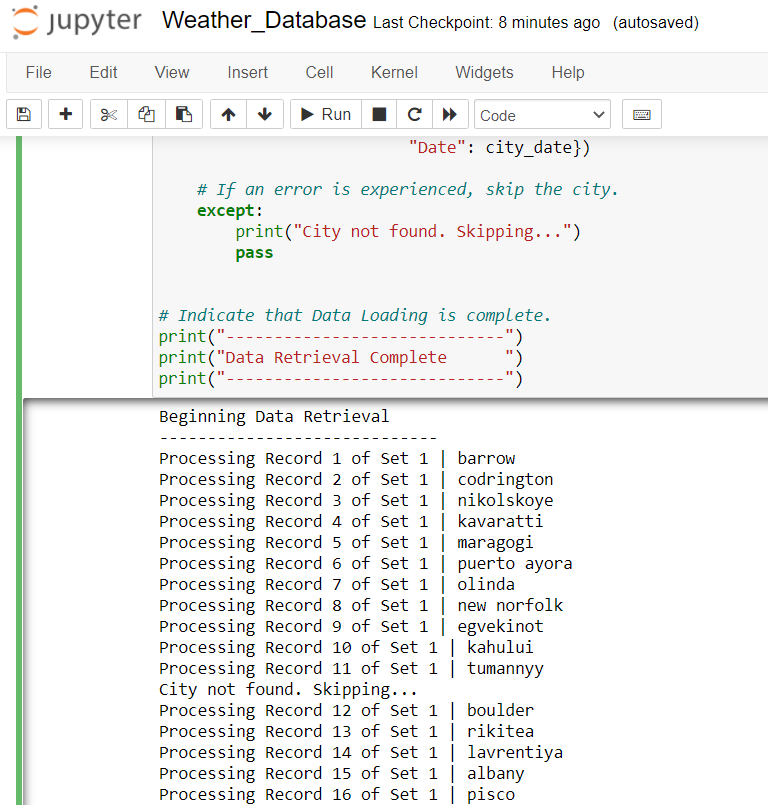 jupyter Weather_Database Last Checkpoint: 8 minutes ago (autosaved)
File Edit View Insert Cell Kernel Widgets Help
Run Code
"Date": city_date})
# If an error is experienced, skip the city.
except:
print("City not found. Skipping...")
pass
# Indicate that Data Loading is complete.
print("-----------------------------")
print("Data Retrieval Complete      ")
print("-----------------------------")
Beginning Data Retrieval
-----------------------------
Processing Record 1 of Set 1 | barrow
Processing Record 2 of Set 1 | codrington
Processing Record 3 of Set 1 | nikolskoye
Processing Record 4 of Set 1 | kavaratti
Processing Record 5 of Set 1 | maragogi
Processing Record 6 of Set 1 | puerto ayora
Processing Record 7 of Set 1 | olinda
Processing Record 8 of Set 1 | new norfolk
Processing Record 9 of Set 1 | egvekinot
Processing Record 10 of Set 1 | kahului
Processing Record 11 of Set 1 | tumannyy
City not found. Skipping...
Processing Record 12 of Set 1 | boulder
Processing Record 13 of Set 1 | rikitea
Processing Record 14 of Set 1 | lavrentiya
Processing Record 15 of Set 1 | albany
Processing Record 16 of Set 1 | pisco